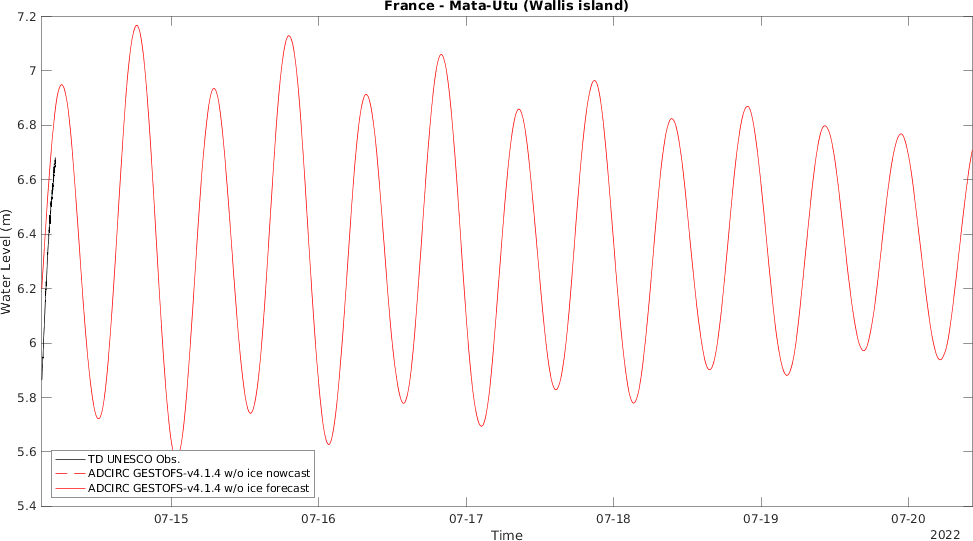 France - Mata-Utu (Wallis island)
7.2
7
6.8
6.6
6.4
6.2
6
5.8
5.6
5.4
Water Level (m)
TD UNESCO Obs.
ADCIRC GESTOFS-v4.1.4 w/o ice nowcast
ADCIRC GESTOFS-v4.1.4 w/o ice forecast
07-15 07-16 07-17 07-18 07-19 07-20
Time
2022